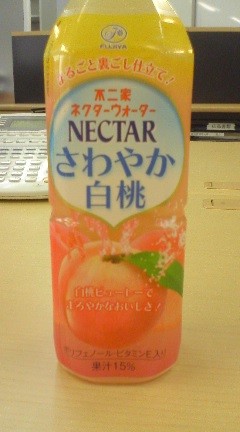 FUJIYA
まるごと裏ごし仕立て!
不二家
ネクターウォーター
NECTAR
さわやか
白桃
白桃ピューレーで
まろやかなおいしさ!
ポリフェノール・ビタミンE入り
果汁15%